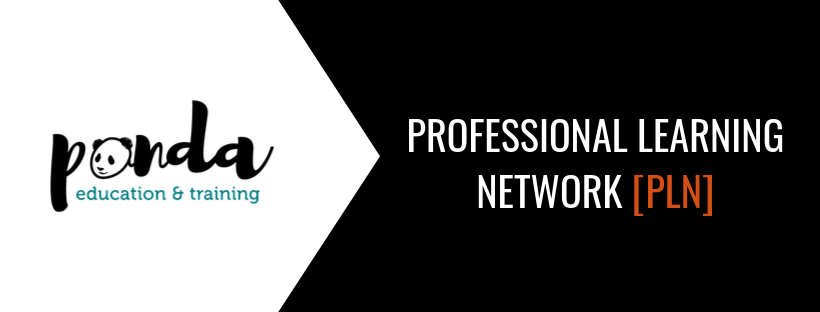 panda
education & training
PROFESSIONAL LEARNING
NETWORK [PLN]